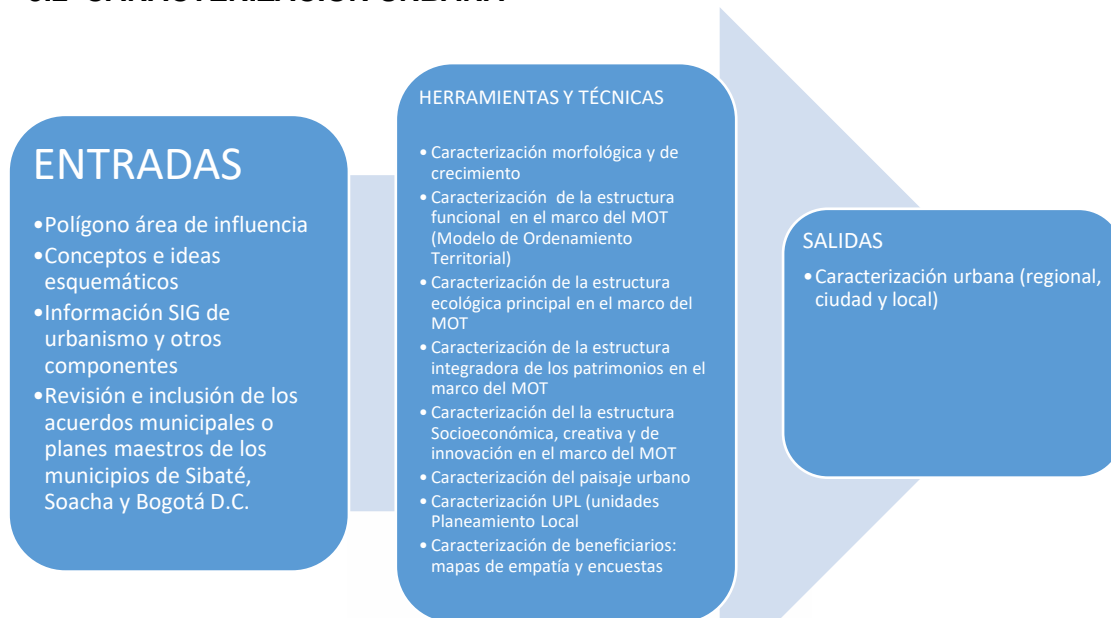 ENTRADAS
•Polígono área de influencia
•Conceptos e ideas
esquemáticos
•Información SIG de
urbanismo y otros
componentes
•Revisión e inclusión de los
acuerdos municipales o
planes maestros de los
municipios de Sibaté,
Soacha y Bogotá D.C.
HERRAMIENTAS Y TÉCNICAS
• Caracterización morfológica y de
crecimiento
• Caracterización de la estructura
funcional en el marco del MOT
(Modelo de Ordenamiento
Territorial)
• Caracterización de la estructura
ecológica principal en el marco del
MOT
• Caracterización de la estructura
integradora de los patrimonios en el
marco del MOT
• Caracterización del la estructura
Socioeconómica, creativa y de
innovación en el marco del MOT
• Caracterización del paisaje urbano
• Caracterización UPL (unidades
Planeamiento Local
• Caracterización de beneficiarios:
mapas de empatía y encuestas
SALIDAS
• Caracterización urbana (regional,
ciudad y local)